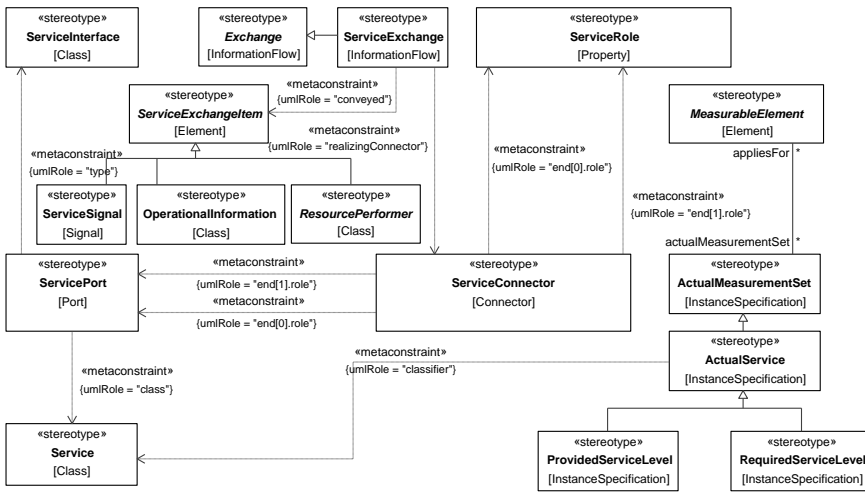 «stereotype»
ServiceInterface
[Class]
«stereotype»
Exchange
[InformationFlow]
«stereotype»
ServiceExchange
[InformationFlow]
«stereotype»
ServiceRole
[Property]
«metaconstraint»
{umlRole = "conveyed"}
«stereotype»
ServiceExchangeItem
[Element]
«stereotype»
MeasurableElement
[Element]
«metaconstraint»
{umlRole = "realizingConnector"}
«metaconstraint»
{umlRole = "type"}
«metaconstraint»
{umlRole = "end[0].role"}
appliesFor
*
«stereotype»
ServiceSignal
[Signal]
«stereotype»
OperationalInformation
[Class]
«stereotype»
ResourcePerformer
[Class]
«metaconstraint»
{umlRole = "end[1].role"}
actualMeasurementSet
*
«stereotype»
ServicePort
[Port]
«metaconstraint»
{umlRole = "end[1].role"}
«metaconstraint»
{umlRole = "end[0].role"}
«stereotype»
ServiceConnector
[Connector]
«stereotype»
ActualMeasurementSet
[InstanceSpecification]
«stereotype»
ActualService
[InstanceSpecification]
«metaconstraint»
{umlRole = "class"}
«metaconstraint»
{umlRole = "classifier"}
«stereotype»
Service
[Class]
«stereotype»
ProvidedServiceLevel
[InstanceSpecification]
«stereotype»
RequiredServiceLevel
[InstanceSpecification]